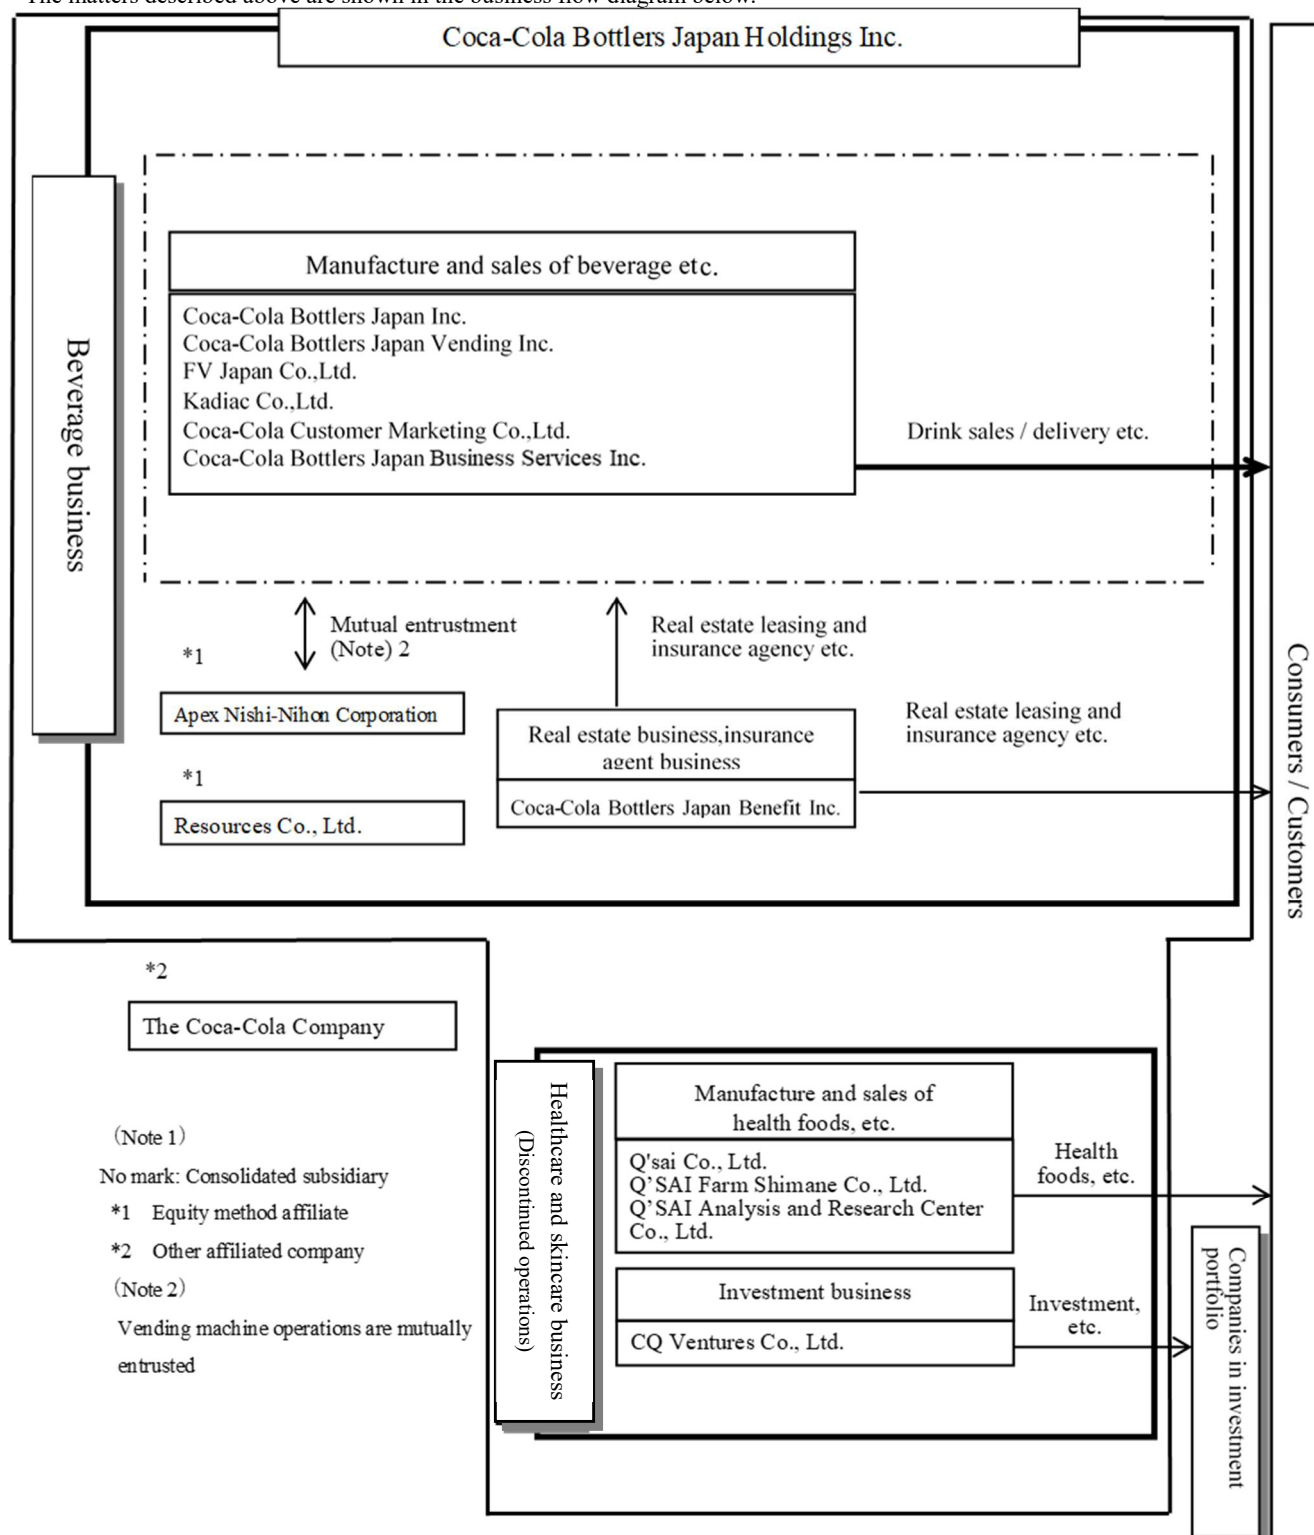 The matters described above are shown in the business flow diagram below.
Coca-Cola Bottlers Japan Holdings Inc.
Beverage business
Manufacture and sales of beverage etc.
Coca-Cola Bottlers Japan Inc.
Coca-Cola Bottlers Japan Vending Inc.
FV Japan Co.,Ltd.
Kadiac Co.,Ltd.
Coca-Cola Customer Marketing Co.,Ltd.
Coca-Cola Bottlers Japan Business Services Inc.
Drink sales / delivery etc.
Mutual entrustment
(Note) 2
Real estate leasing and
insurance agency etc.
*1
Apex Nishi-Nihon Corporation
*1
Resources Co., Ltd.
Real estate business,insurance
agent business
Coca-Cola Bottlers Japan Benefit Inc.
Real estate leasing and
insurance agency etc.
Consumers / Customers
*2
The Coca-Cola Company
(Note 1)
No mark: Consolidated subsidiary
*1 Equity method affiliate
*2 Other affiliated company
(Note 2)
Vending machine operations are mutually
entrusted
Healthcare and skincare business
(Discontinued operations)
Manufacture and sales of
health foods, etc.
Q'sai Co., Ltd.
Q’SAI Farm Shimane Co., Ltd.
Q’SAI Analysis and Research Center
Co., Ltd.
Health
foods, etc.
Investment business
CQ Ventures Co., Ltd.
Investment,
etc.
Companies in investment
portfolio